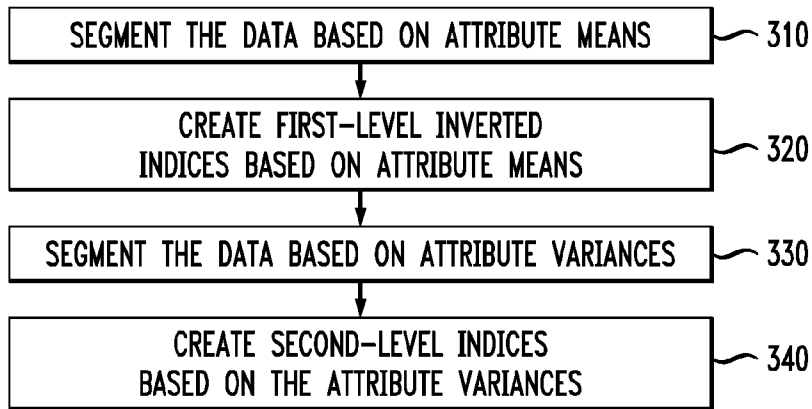 SEGMENT THE DATA BASED ON ATTRIBUTE MEANS 310
CREATE FIRST-LEVEL INVERTED
INDICES BASED ON ATTRIBUTE MEANS 320
SEGMENT THE DATA BASED ON ATTRIBUTE VARIANCES 330
CREATE SECOND-LEVEL INDICES
BASED ON THE ATTRIBUTE VARIANCES 340